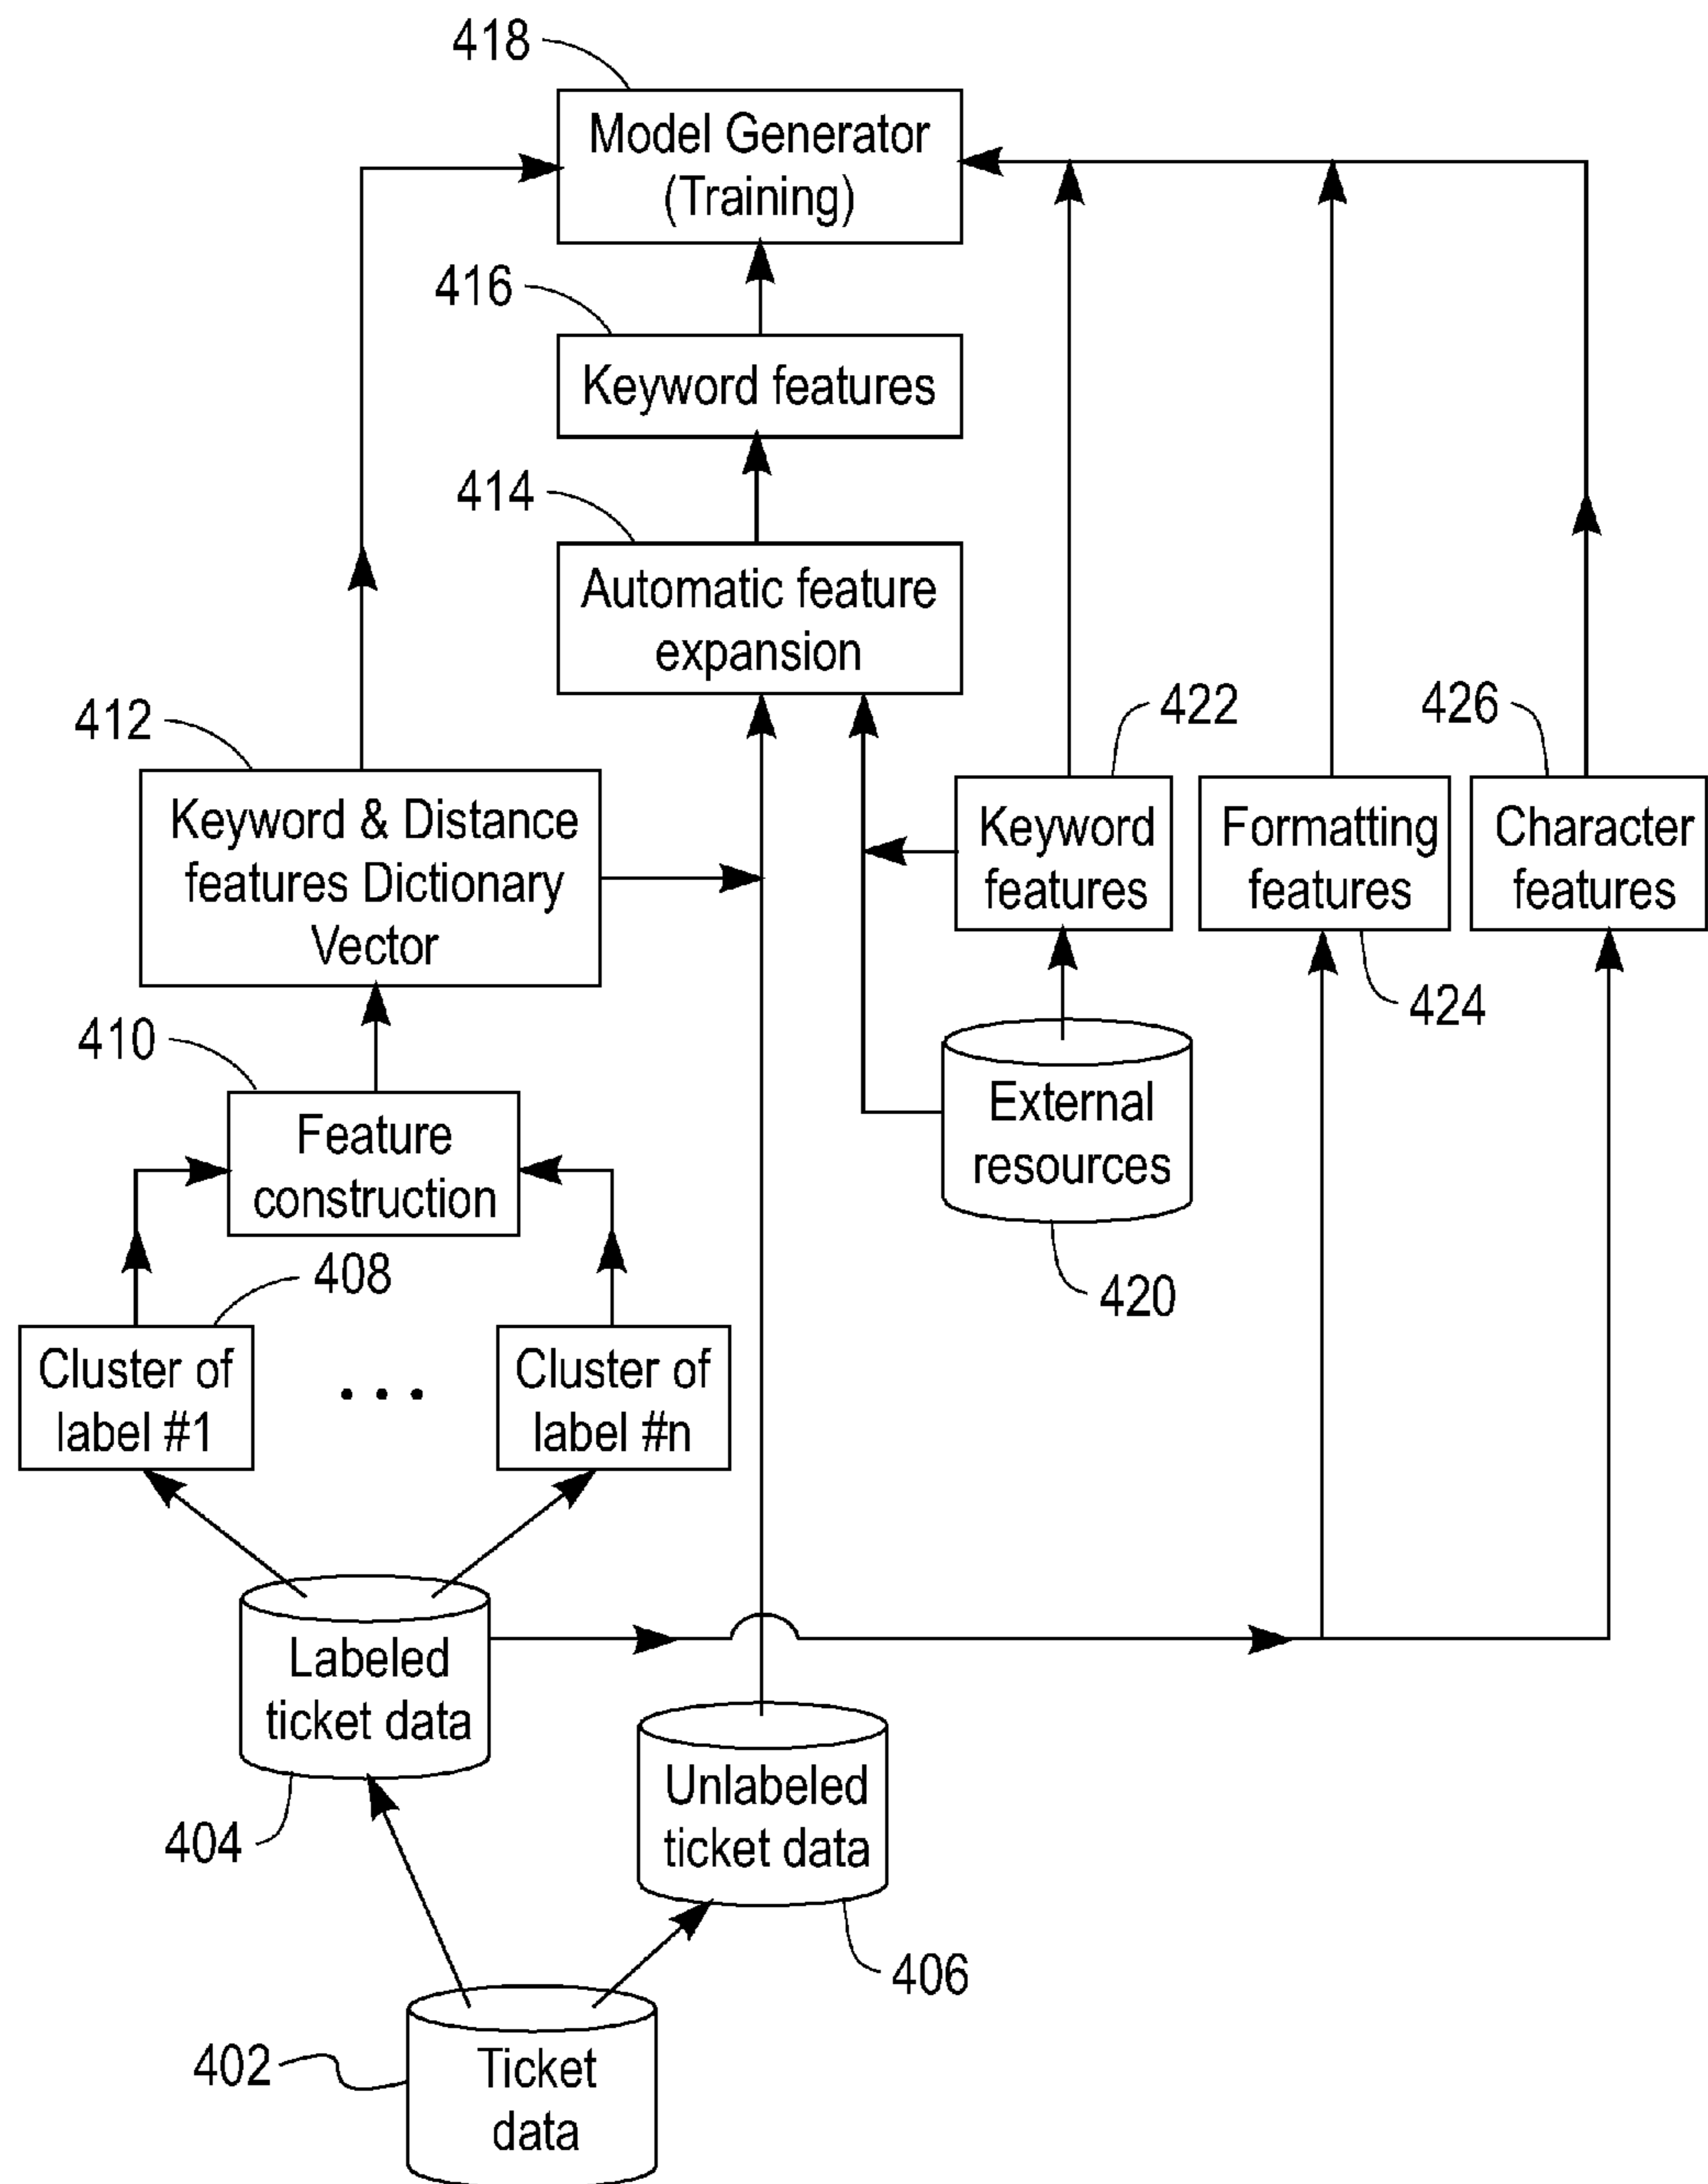 418
Model Generator
(Training)
416
Keyword features
414
Automatic feature
expansion
412
Keyword & Distance
features Dictionary
Vector
422
Keyword
features
Formatting
features
424
426
Character
features
410
Feature
construction
External
resources
420
408
Cluster of
label #1
. . .
Cluster of
label #n
Labeled
ticket data
404
Unlabeled
ticket data
406
402
Ticket
data